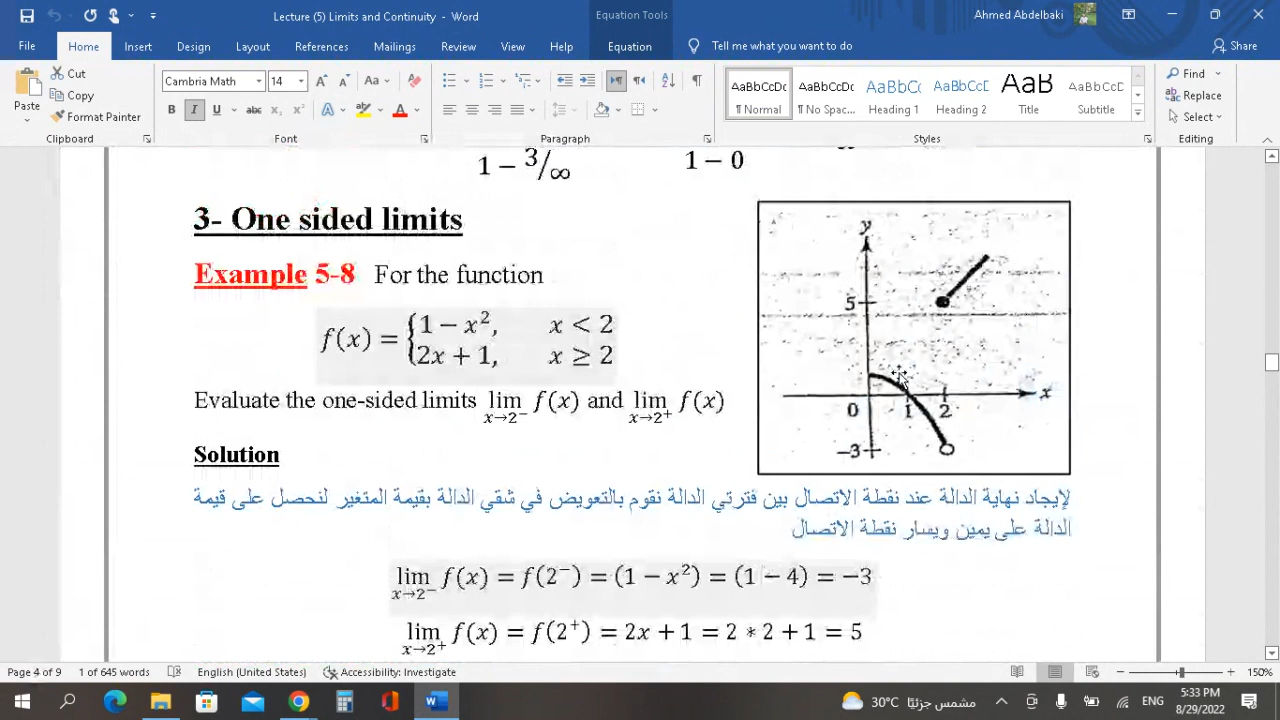 Lecture (5) Limits and Continuity - Word
Equation Tools
Ahmed Abdelbaki
File Home Insert Design Layout References Mailings Review View Help Equation Tell me what you want to do Share
Paste
Cut
Copy
Format Painter
Cambria Math 14
AaBbCcDc AaBbCcDc AaBbCc AaBbCcC AaB AaBbCcC
¶ Normal ¶ No Spac... Heading 1 Heading 2 Title Subtitle
Find
Replace
Select
Clipboard Font Paragraph Styles Editing
1 − 3/∞ 1 − 0
3- One sided limits
Example 5-8 For the function
f(x) = {1 − x², x < 2
2x + 1, x ≥ 2
Evaluate the one-sided limits lim x→2⁻ f(x) and lim x→2⁺ f(x)
y
5
x
0 1 2
−3
Solution
لإيجاد نهاية الدالة عند نقطة الاتصال بين فترتي الدالة نقوم بالتعويض في شقي الدالة بقيمة المتغير لنحصل على قيمة
الدالة على يمين ويسار نقطة الاتصال
lim x→2⁻ f(x) = f(2⁻) = (1 − x²) = (1 − 4) = −3
lim x→2⁺ f(x) = f(2⁺) = 2x + 1 = 2 ∗ 2 + 1 = 5
Page 4 of 9 1 of 645 words English (United States) Accessibility: Investigate 150%
30°C مشمس جزئيًا ENG 5:33 PM
8/29/2022